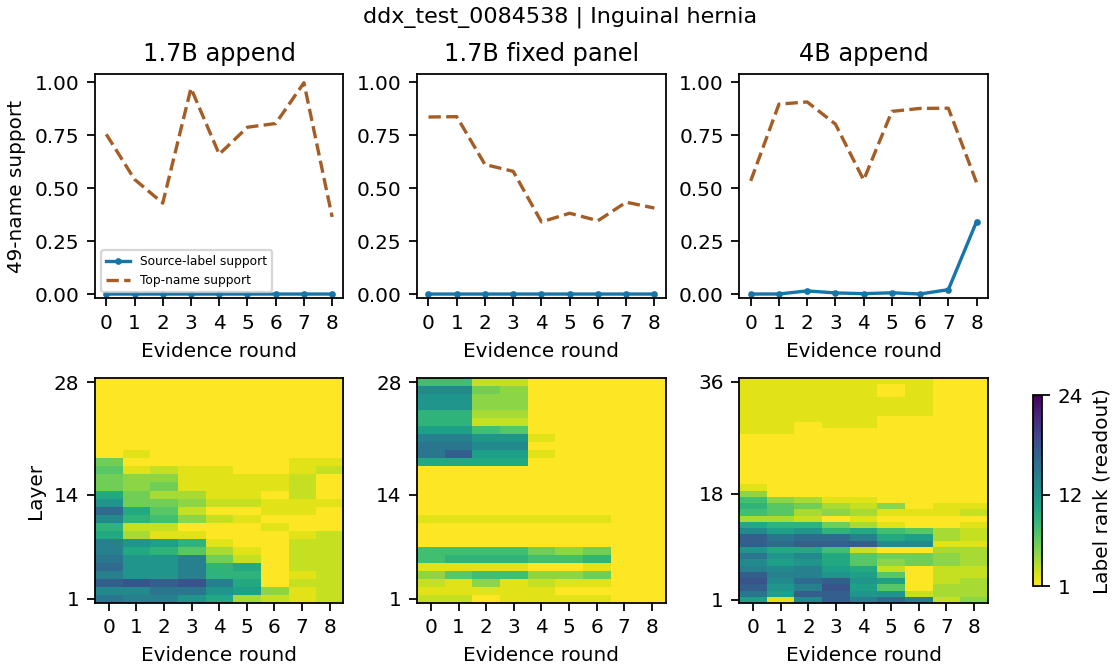 ddx_test_0084538 | Inguinal hernia
1.7B append
1.7B fixed panel
4B append
49-name support
1.00
0.75
0.50
0.25
0.00
Source-label support
Top-name support
0 1 2 3 4 5 6 7 8
Evidence round
1.00
0.75
0.50
0.25
0.00
0 1 2 3 4 5 6 7 8
Evidence round
1.00
0.75
0.50
0.25
0.00
0 1 2 3 4 5 6 7 8
Evidence round
Layer
28
14
1
0 1 2 3 4 5 6 7 8
Evidence round
28
14
1
0 1 2 3 4 5 6 7 8
Evidence round
36
18
1
0 1 2 3 4 5 6 7 8
Evidence round
24
12
1
Label rank (readout)